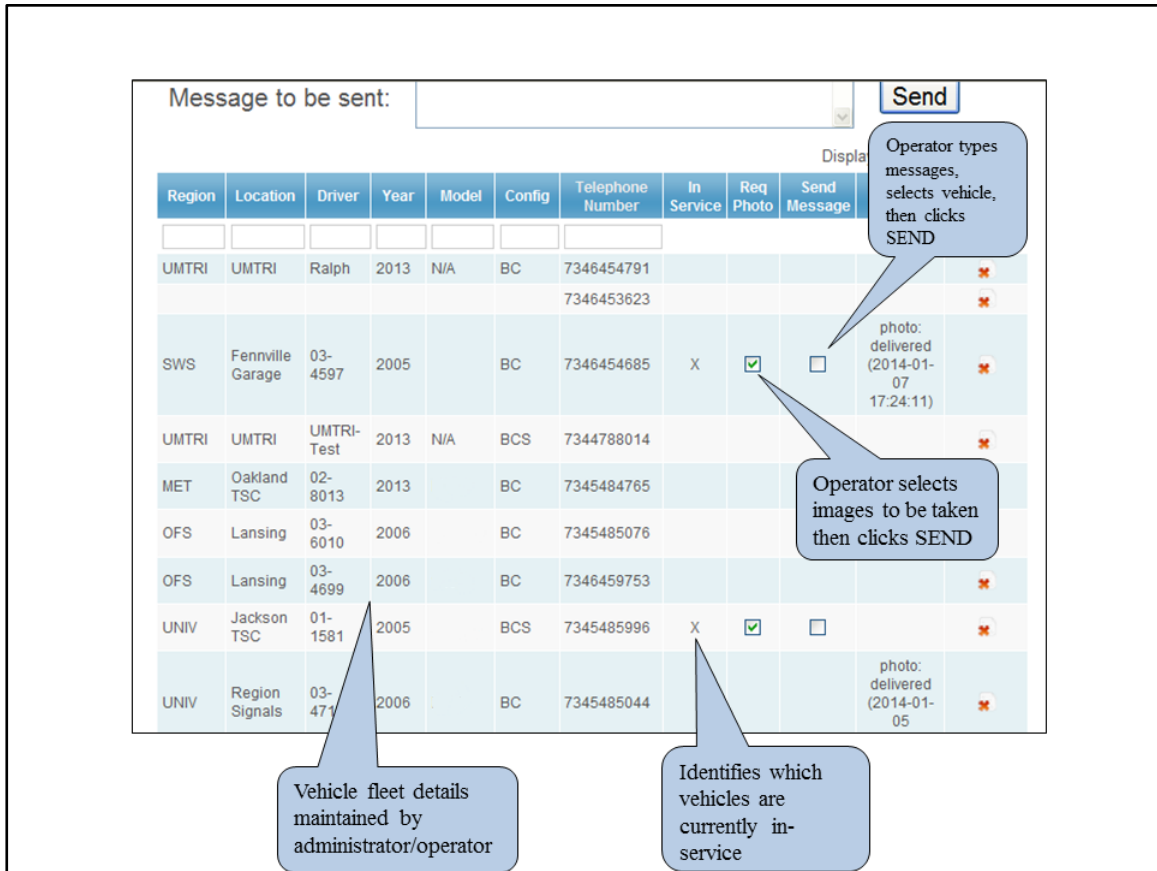 Message to be sent:
Send
Displa
Operator types
messages,
selects vehicle,
then clicks
SEND
Region Location Driver Year Model Config Telephone Number In Service Req Photo Send Message
UMTRI UMTRI Ralph 2013 N/A BC 7346454791
7346453623
SWS Fennville Garage 03-4597 2005 BC 7346454685 X photo: delivered (2014-01-07 17:24:11)
UMTRI UMTRI UMTRI-Test 2013 N/A BCS 7344788014
MET Oakland TSC 02-8013 2013 BC 7345484765
Operator selects
images to be taken
then clicks SEND
OFS Lansing 03-6010 2006 BC 7345485076
OFS Lansing 03-4699 2006 BC 7346459753
UNIV Jackson TSC 01-1581 2005 BCS 7345485996 X
UNIV Region Signals 03-471 2006 BC 7345485044 photo: delivered (2014-01-05
Vehicle fleet details
maintained by
administrator/operator
Identifies which
vehicles are
currently in-
service